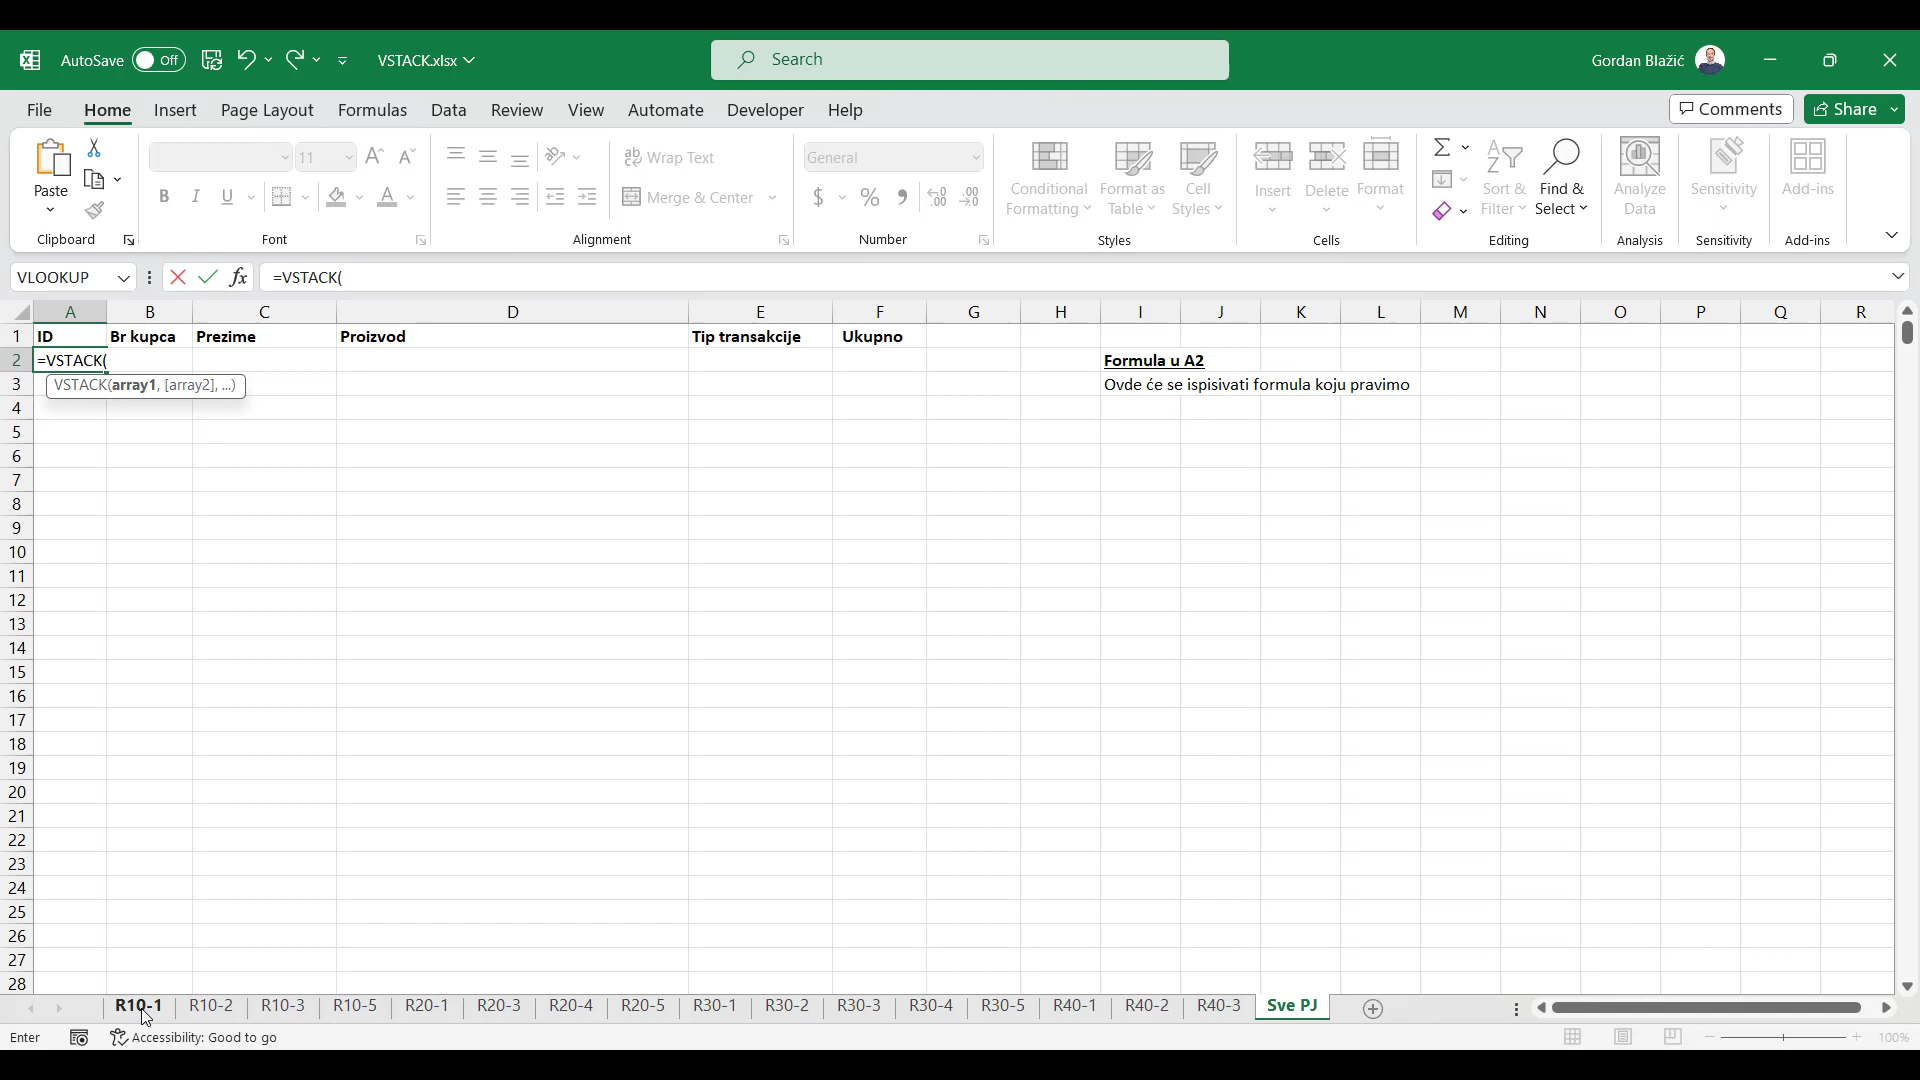 AutoSave Off VSTACK.xlsx Search Gordan Blažić
File Home Insert Page Layout Formulas Data Review View Automate Developer Help Comments Share
Paste
Clipboard
11
B I U
A
Font
Wrap Text
Merge & Center
Alignment
General
$ %
Number
Conditional Formatting
Format as Table
Cell Styles
Styles
Insert Delete Format
Cells
Sort & Filter
Find & Select
Editing
Analyze Data
Analysis
Sensitivity
Sensitivity
Add-ins
Add-ins
VLOOKUP fx =VSTACK(
A B C D E F G H I J K L M N O P Q R
1 ID Br kupca Prezime Proizvod Tip transakcije Ukupno
2 =VSTACK( Formula u A2
3 VSTACK(array1, [array2], ...) Ovde će se ispisivati formula koju pravimo
4
5
6
7
8
9
10
11
12
13
14
15
16
17
18
19
20
21
22
23
24
25
26
27
28
R10-1 R10-2 R10-3 R10-5 R20-1 R20-3 R20-4 R20-5 R30-1 R30-2 R30-3 R30-4 R30-5 R40-1 R40-2 R40-3 Sve PJ
Enter Accessibility: Good to go 100%